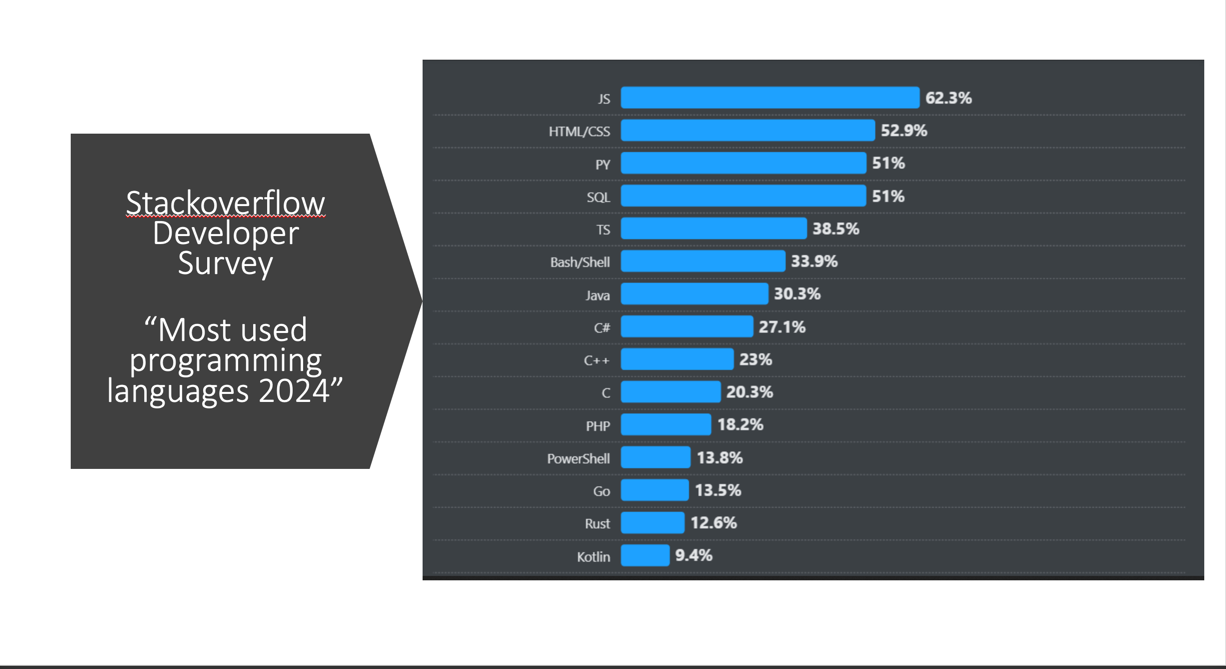 Stackoverflow
Developer
Survey
“Most used
programming
languages 2024”
JS 62.3%
HTML/CSS 52.9%
PY 51%
SQL 51%
TS 38.5%
Bash/Shell 33.9%
Java 30.3%
C# 27.1%
C++ 23%
C 20.3%
PHP 18.2%
PowerShell 13.8%
Go 13.5%
Rust 12.6%
Kotlin 9.4%